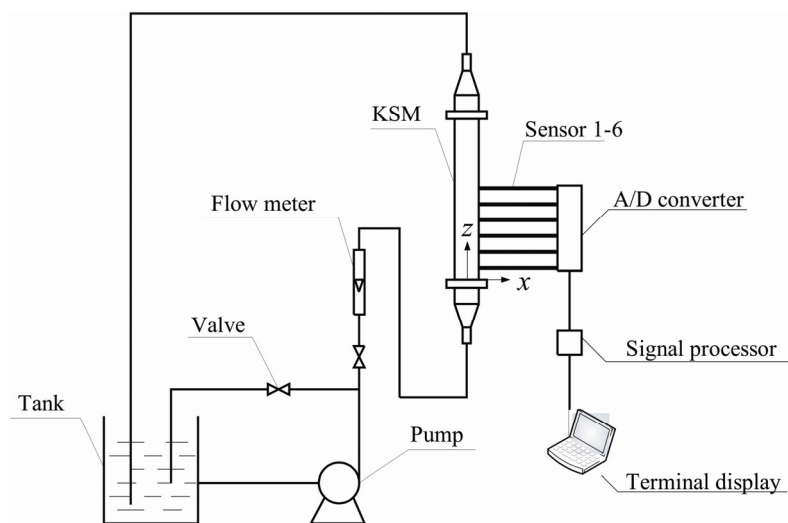 KSM
Sensor 1-6
A/D converter
Flow meter
z
x
Valve
Signal processor
Tank
Pump
Terminal display